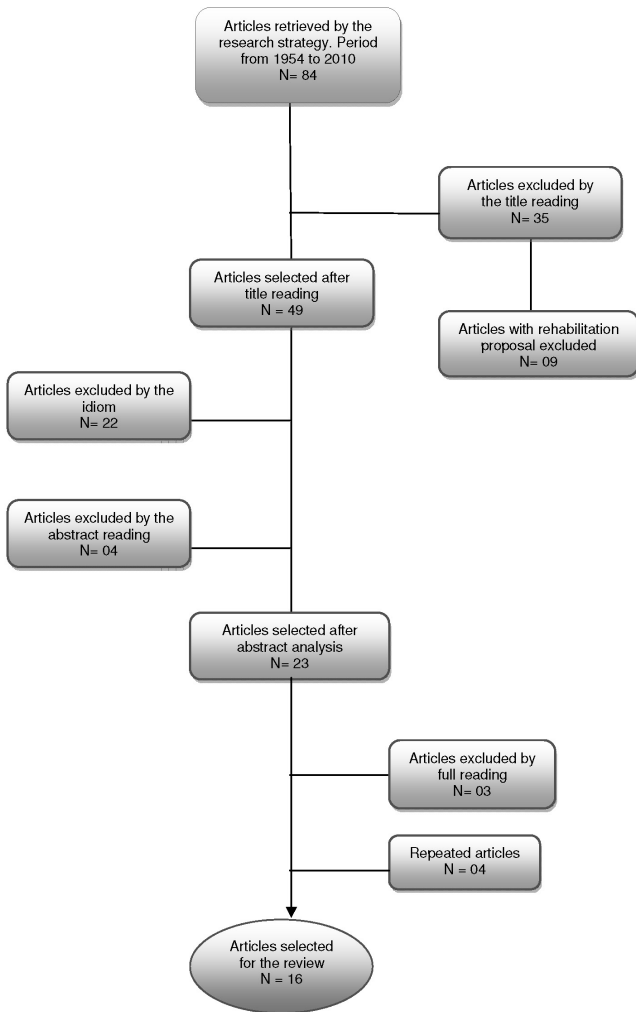 Articles retrieved by the
research strategy. Period
from 1954 to 2010
N= 84
Articles excluded by
the title reading
N= 35
Articles selected after
title reading
N = 49
Articles with rehabilitation
proposal excluded
N= 09
Articles excluded by the
idiom
N= 22
Articles excluded by the
abstract reading
N= 04
Articles selected after
abstract analysis
N= 23
Articles excluded by
full reading
N= 03
Repeated articles
N = 04
Articles selected
for the review
N = 16